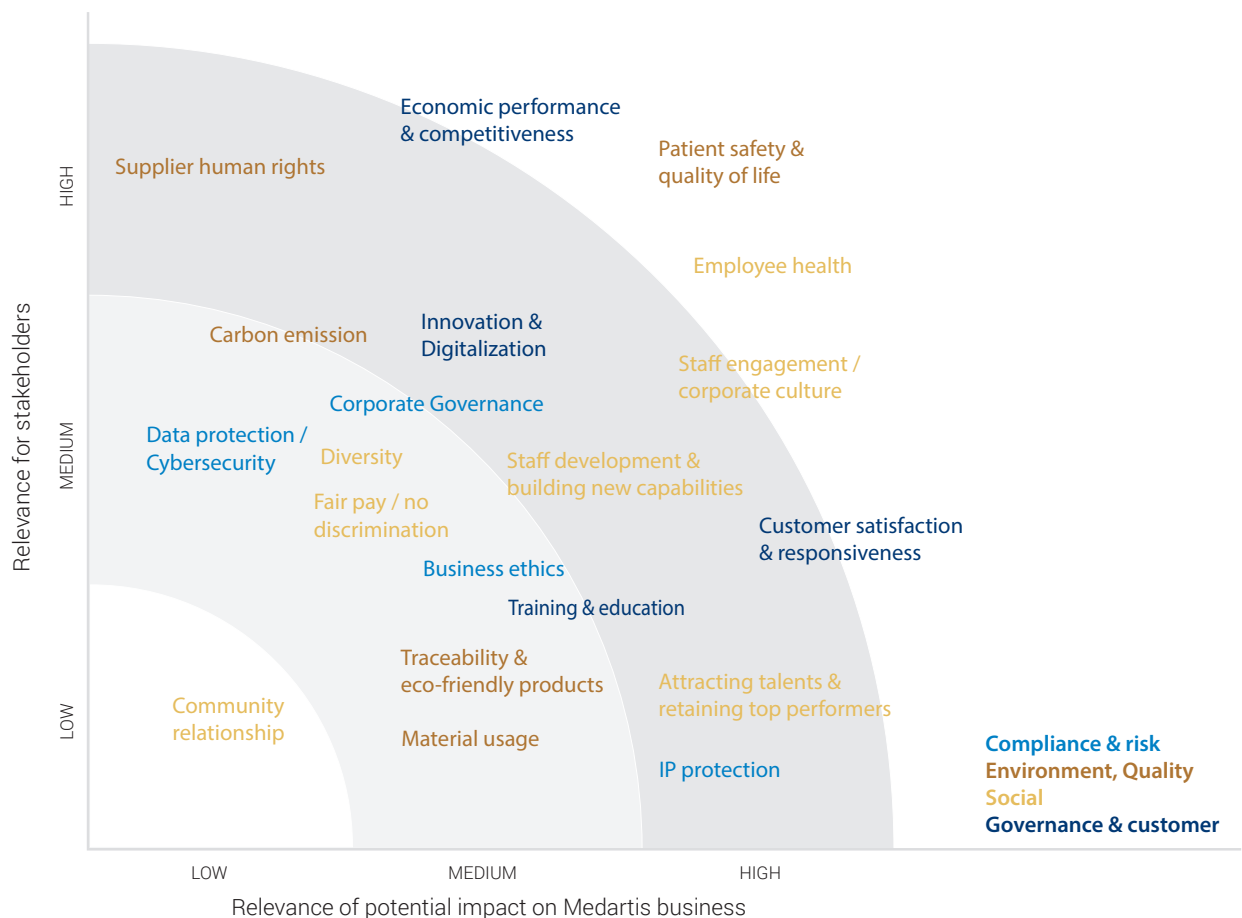 Economic performance
& competitiveness
Patient safety &
quality of life
Supplier human rights
HIGH
Employee health
Innovation &
Digitalization
Carbon emission
Staff engagement /
corporate culture
Corporate Governance
Data protection /
Cybersecurity
Diversity
Staff development &
building new capabilities
MEDIUM
Relevance for stakeholders
Fair pay / no
discrimination
Customer satisfaction
& responsiveness
Business ethics
Training & education
Traceability &
eco-friendly products
Attracting talents &
retaining top performers
LOW
Community
relationship
Material usage
IP protection
Compliance & risk
Environment, Quality
Social
Governance & customer
LOW
MEDIUM
HIGH
Relevance of potential impact on Medartis business